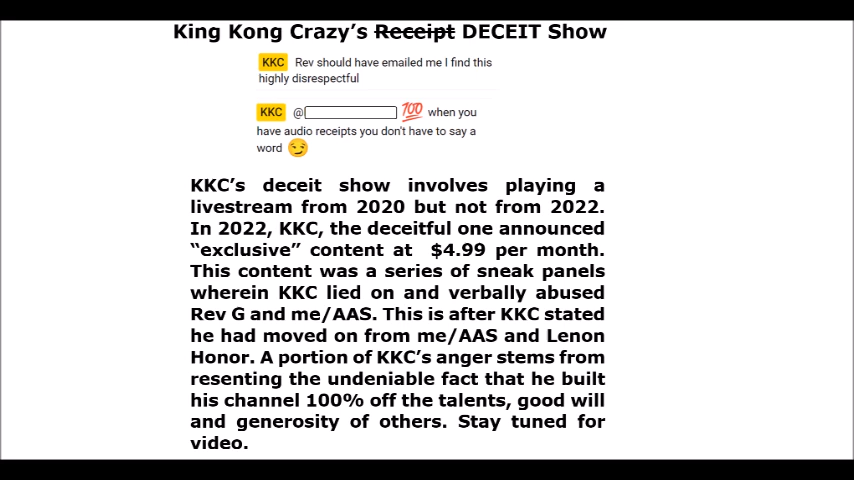 King Kong Crazy's Receipt DECEIT Show
KKC Rev should have emailed me I find this
highly disrespectful
KKC @ 💯 when you
have audio receipts you don't have to say a
word 😏
KKC's deceit show involves playing a
livestream from 2020 but not from 2022.
In 2022, KKC, the deceitful one announced
"exclusive" content at $4.99 per month.
This content was a series of sneak panels
wherein KKC lied on and verbally abused
Rev G and me/AAS. This is after KKC stated
he had moved on from me/AAS and Lenon
Honor. A portion of KKC's anger stems from
resenting the undeniable fact that he built
his channel 100% off the talents, good will
and generosity of others. Stay tuned for
video.